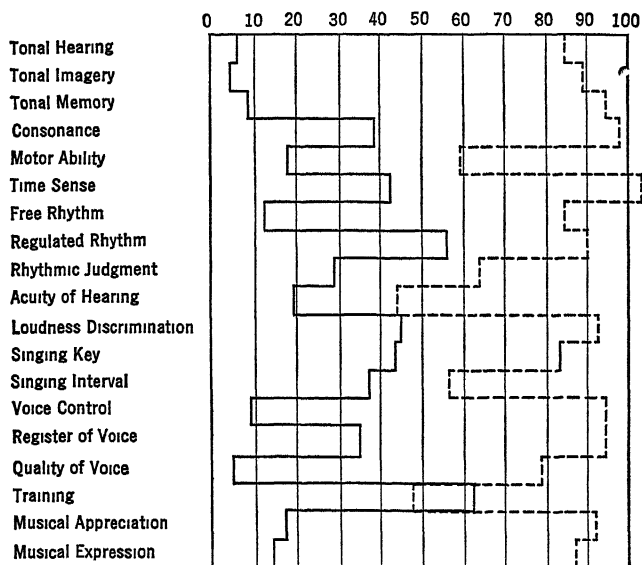 0 10 20 30 40 50 60 70 80 90 100
Tonal Hearing
Tonal Imagery
Tonal Memory
Consonance
Motor Ability
Time Sense
Free Rhythm
Regulated Rhythm
Rhythmic Judgment
Acuity of Hearing
Loudness Discrimination
Singing Key
Singing Interval
Voice Control
Register of Voice
Quality of Voice
Training
Musical Appreciation
Musical Expression